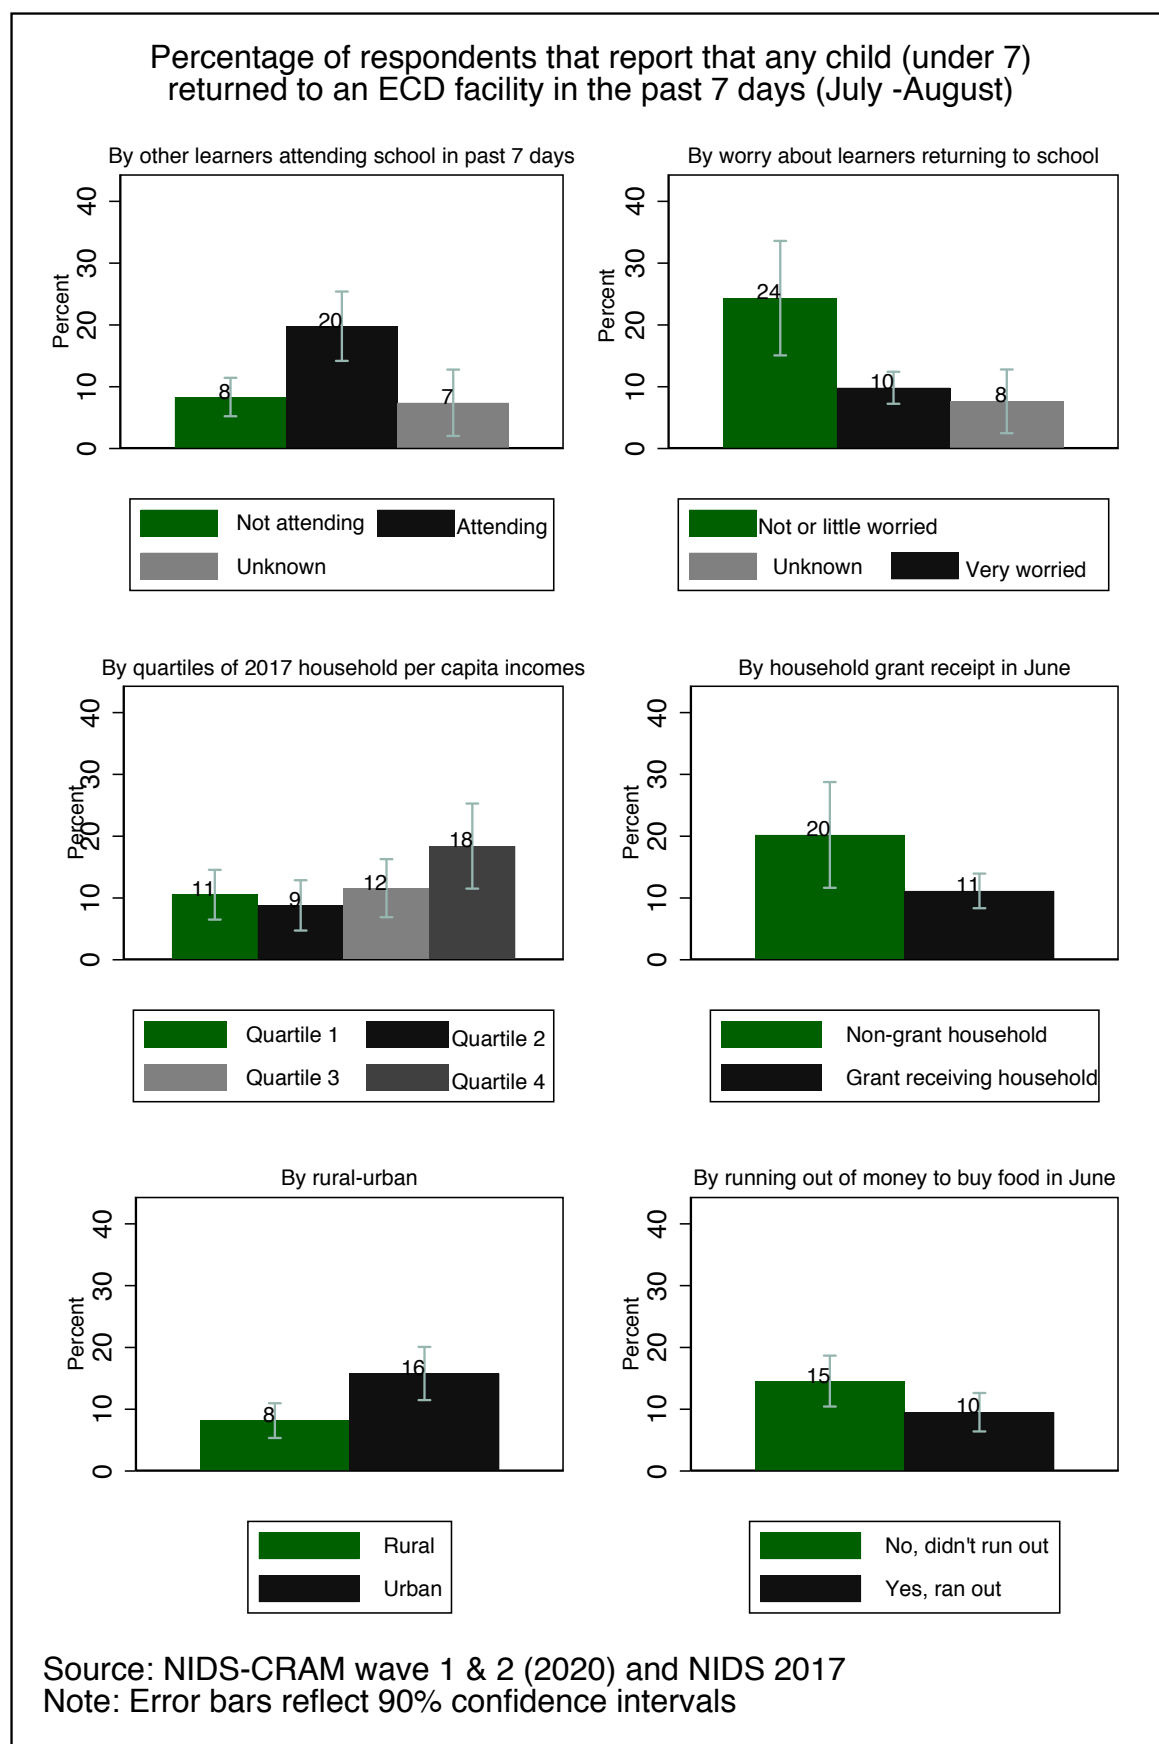 Percentage of respondents that report that any child (under 7)
returned to an ECD facility in the past 7 days (July -August)
By other learners attending school in past 7 days
Percent
0 10 20 30 40
8
20
7
Not attending
Attending
Unknown
By worry about learners returning to school
Percent
0 10 20 30 40
24
10
8
Not or little worried
Unknown
Very worried
By quartiles of 2017 household per capita incomes
Percent
0 10 20 30 40
11
9
12
18
Quartile 1
Quartile 2
Quartile 3
Quartile 4
By household grant receipt in June
Percent
0 10 20 30 40
20
11
Non-grant household
Grant receiving household
By rural-urban
Percent
0 10 20 30 40
8
16
Rural
Urban
By running out of money to buy food in June
Percent
0 10 20 30 40
15
10
No, didn't run out
Yes, ran out
Source: NIDS-CRAM wave 1 & 2 (2020) and NIDS 2017
Note: Error bars reflect 90% confidence intervals